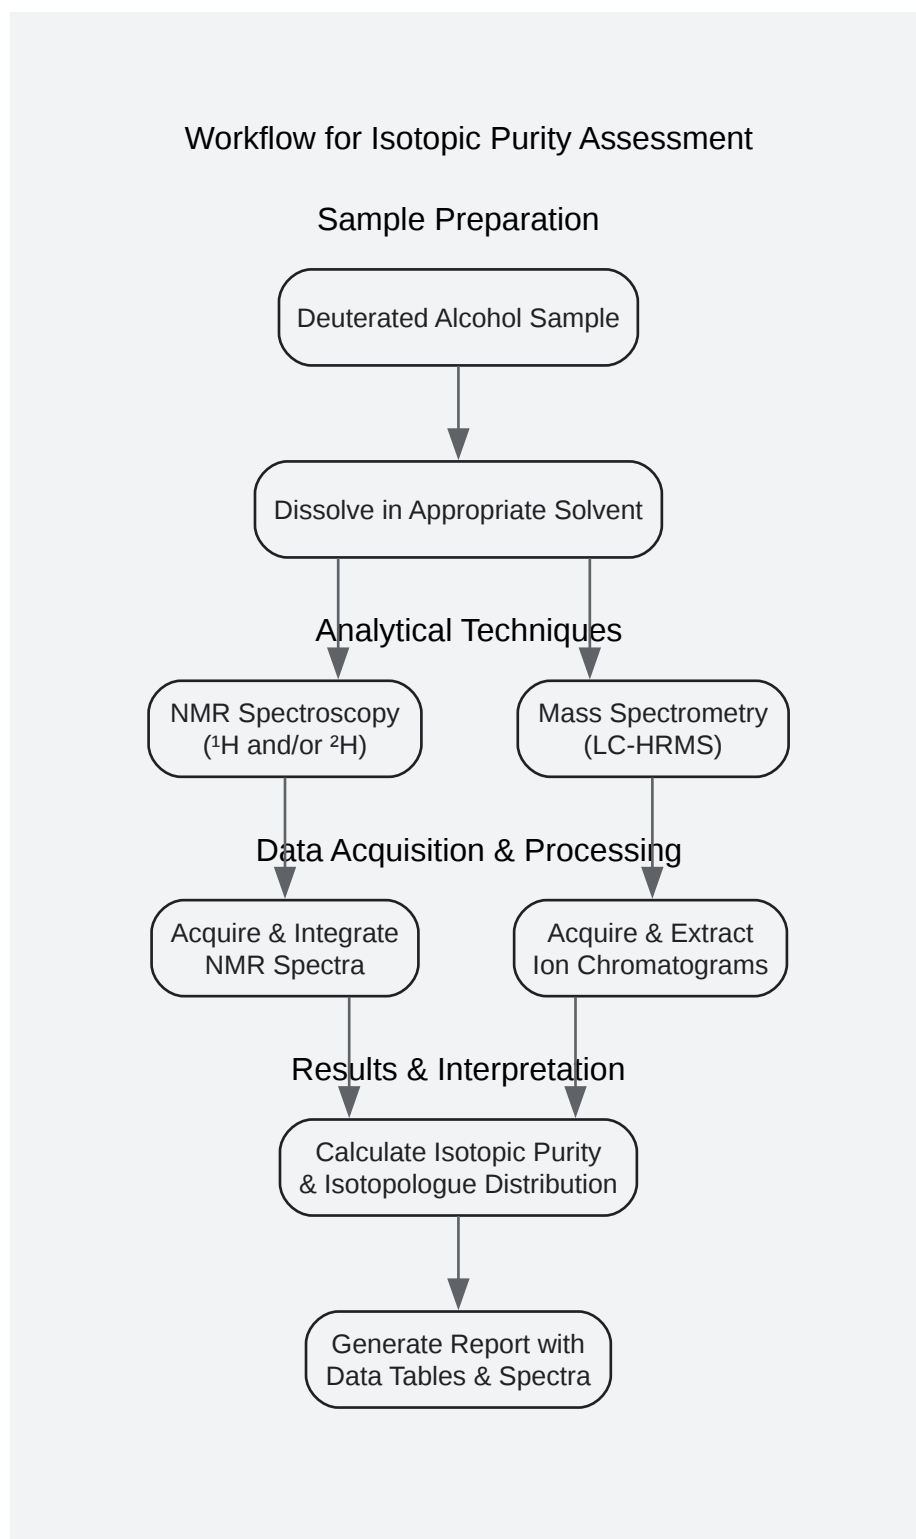 Workflow for Isotopic Purity Assessment
Sample Preparation
Deuterated Alcohol Sample
Dissolve in Appropriate Solvent
Analytical Techniques
NMR Spectroscopy
(¹H and/or ²H)
Mass Spectrometry
(LC-HRMS)
Data Acquisition & Processing
Acquire & Integrate
NMR Spectra
Acquire & Extract
Ion Chromatograms
Results & Interpretation
Calculate Isotopic Purity
& Isotopologue Distribution
Generate Report with
Data Tables & Spectra